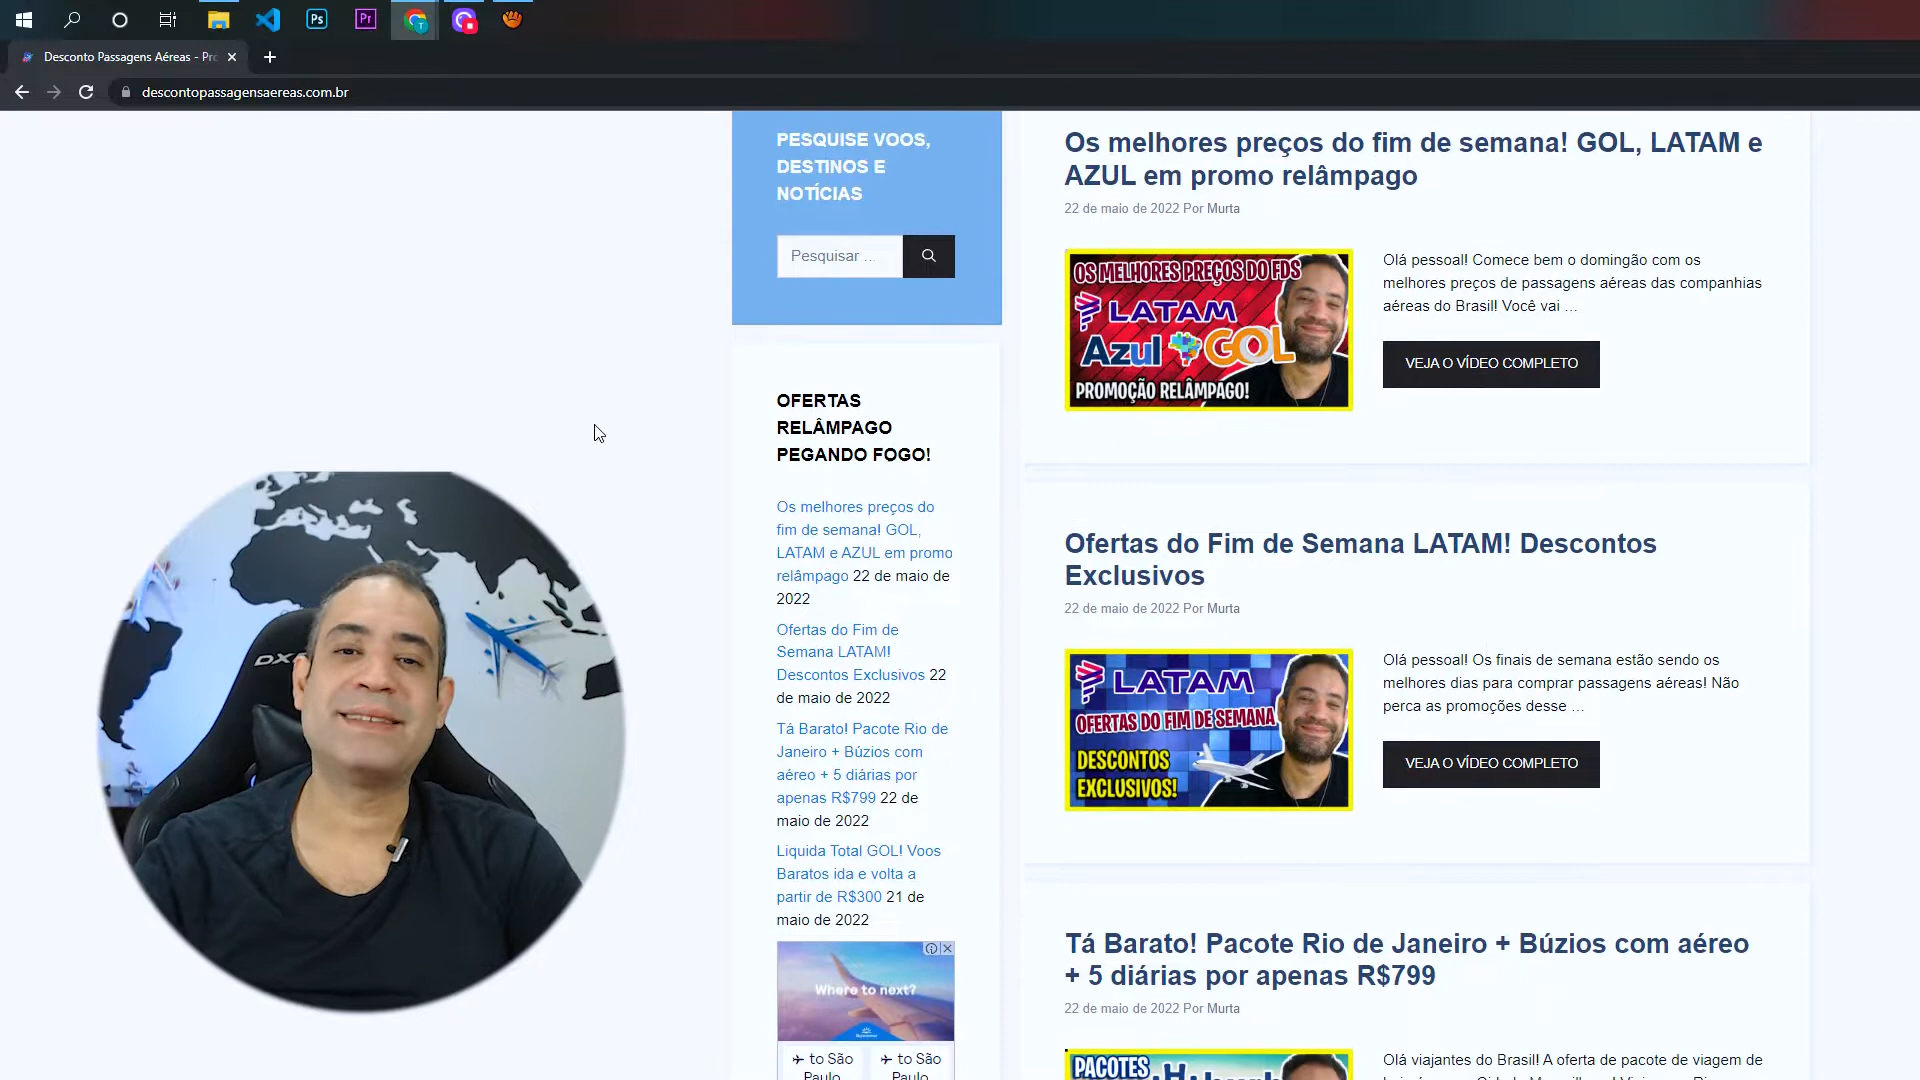 Ps
Pr
T
Desconto Passagens Aéreas - Pr
descontopassagensaereas.com.br
PESQUISE VOOS,
DESTINOS E
NOTÍCIAS
Pesquisar ...
OFERTAS
RELÂMPAGO
PEGANDO FOGO!
Os melhores preços do
fim de semana! GOL,
LATAM e AZUL em promo
relâmpago 22 de maio de
2022
Ofertas do Fim de
Semana LATAM!
Descontos Exclusivos 22
de maio de 2022
Tá Barato! Pacote Rio de
Janeiro + Búzios com
aéreo + 5 diárias por
apenas R$799 22 de
maio de 2022
Liquida Total GOL! Voos
Baratos ida e volta a
partir de R$300 21 de
maio de 2022
Where to next?
to São
Paulo
to São
Paulo
Os melhores preços do fim de semana! GOL, LATAM e
AZUL em promo relâmpago
22 de maio de 2022 Por Murta
OS MELHORES PREÇOS DO FDS
LATAM
Azul GOL
PROMOÇÃO RELÂMPAGO!
Olá pessoal! Comece bem o domingão com os
melhores preços de passagens aéreas das companhias
aéreas do Brasil! Você vai ...
VEJA O VÍDEO COMPLETO
Ofertas do Fim de Semana LATAM! Descontos
Exclusivos
22 de maio de 2022 Por Murta
LATAM
OFERTAS DO FIM DE SEMANA
DESCONTOS
EXCLUSIVOS!
Olá pessoal! Os finais de semana estão sendo os
melhores dias para comprar passagens aéreas! Não
perca as promoções desse ...
VEJA O VÍDEO COMPLETO
Tá Barato! Pacote Rio de Janeiro + Búzios com aéreo
+ 5 diárias por apenas R$799
22 de maio de 2022 Por Murta
PACOTES
Olá viajantes do Brasil! A oferta de pacote de viagem de